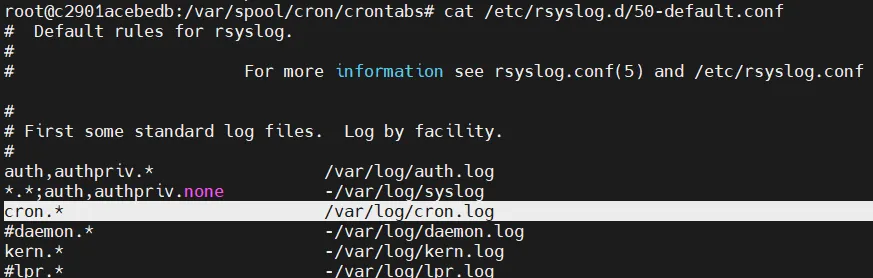 root@c2901acebedb:/var/spool/cron/crontabs# cat /etc/rsyslog.d/50-default.conf
#  Default rules for rsyslog.
#
#                       For more information see rsyslog.conf(5) and /etc/rsyslog.conf

#
# First some standard log files.  Log by facility.
#
auth,authpriv.*                 /var/log/auth.log
*.*;auth,authpriv.none          -/var/log/syslog
cron.*                          /var/log/cron.log
#daemon.*                       -/var/log/daemon.log
kern.*                          -/var/log/kern.log
#lpr.*                          -/var/log/lpr.log